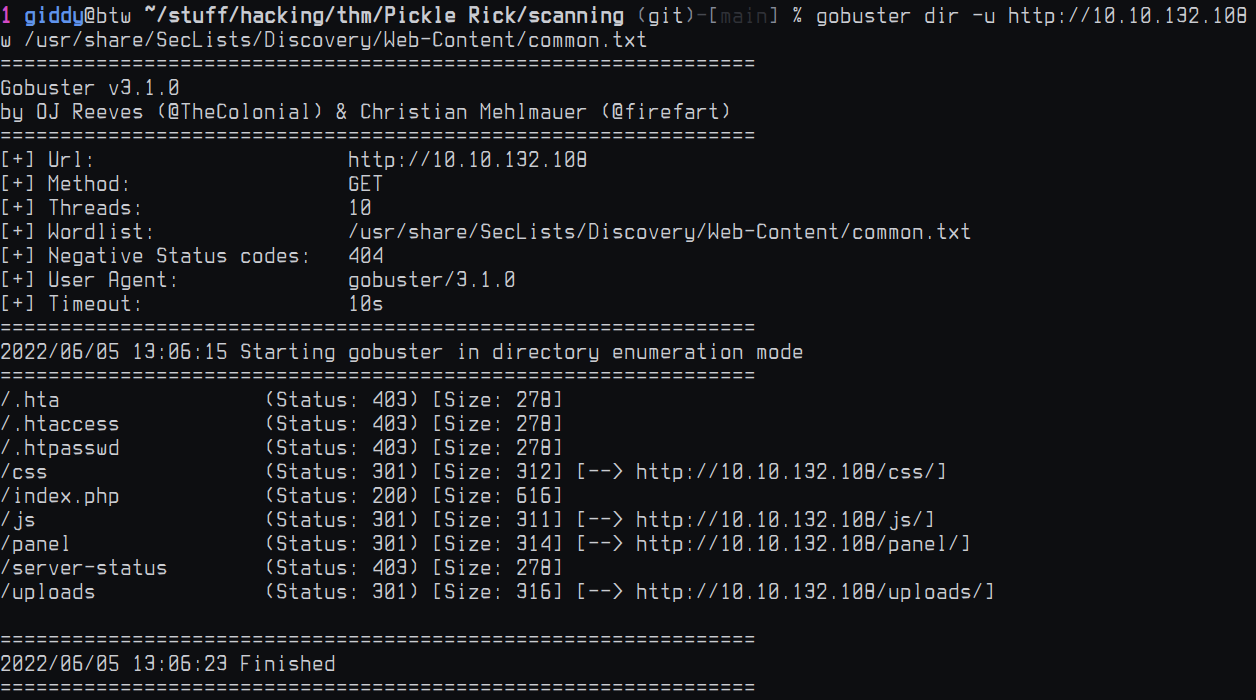 1 giddy@btw ~/stuff/hacking/thm/Pickle Rick/scanning (git)-[main] % gobuster dir -u http://10.10.132.108
w /usr/share/SecLists/Discovery/Web-Content/common.txt
===============================================================
Gobuster v3.1.0
by OJ Reeves (@TheColonial) & Christian Mehlmauer (@firefart)
===============================================================
[+] Url:                     http://10.10.132.108
[+] Method:                  GET
[+] Threads:                 10
[+] Wordlist:                /usr/share/SecLists/Discovery/Web-Content/common.txt
[+] Negative Status codes:   404
[+] User Agent:              gobuster/3.1.0
[+] Timeout:                 10s
===============================================================
2022/06/05 13:06:15 Starting gobuster in directory enumeration mode
===============================================================
/.hta                 (Status: 403) [Size: 278]
/.htaccess            (Status: 403) [Size: 278]
/.htpasswd            (Status: 403) [Size: 278]
/css                  (Status: 301) [Size: 312] [--> http://10.10.132.108/css/]
/index.php            (Status: 200) [Size: 616]
/js                   (Status: 301) [Size: 311] [--> http://10.10.132.108/js/]
/panel                (Status: 301) [Size: 314] [--> http://10.10.132.108/panel/]
/server-status        (Status: 403) [Size: 278]
/uploads              (Status: 301) [Size: 316] [--> http://10.10.132.108/uploads/]
===============================================================
2022/06/05 13:06:23 Finished
===============================================================